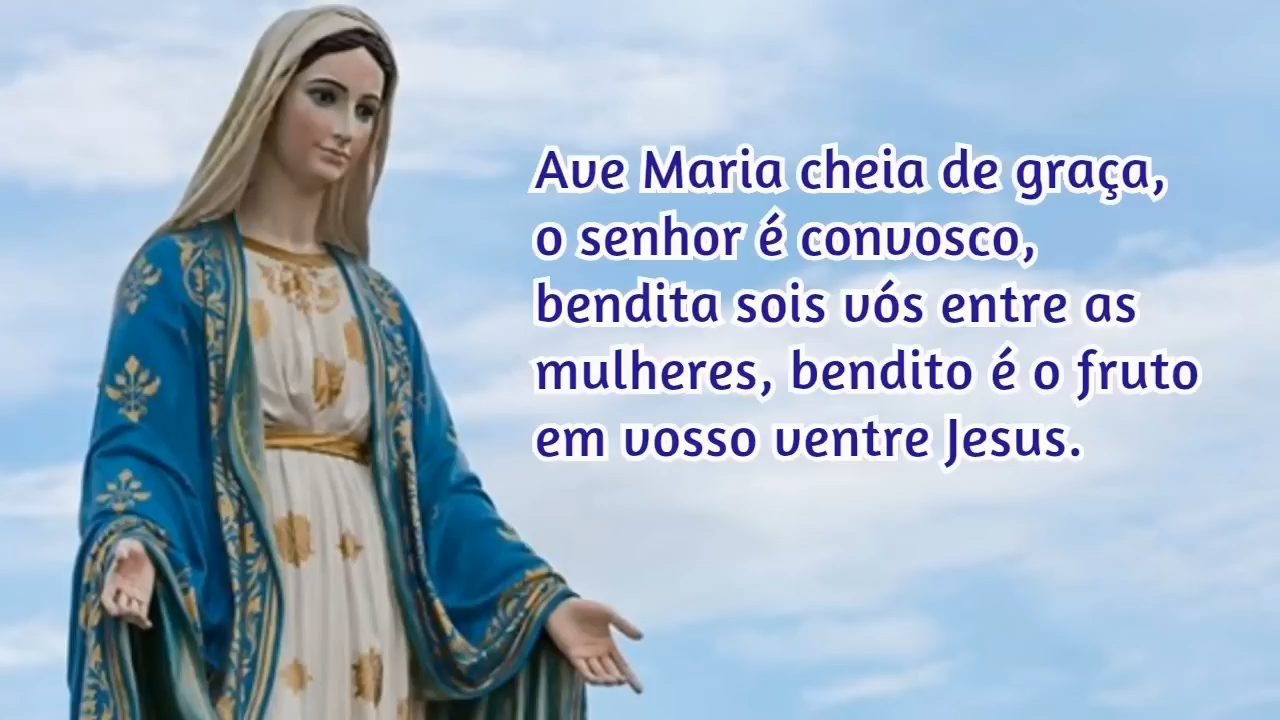 Ave Maria cheia de graça,
o senhor é convosco,
bendita sois vós entre as
mulheres, bendito é o fruto
em vosso ventre Jesus.